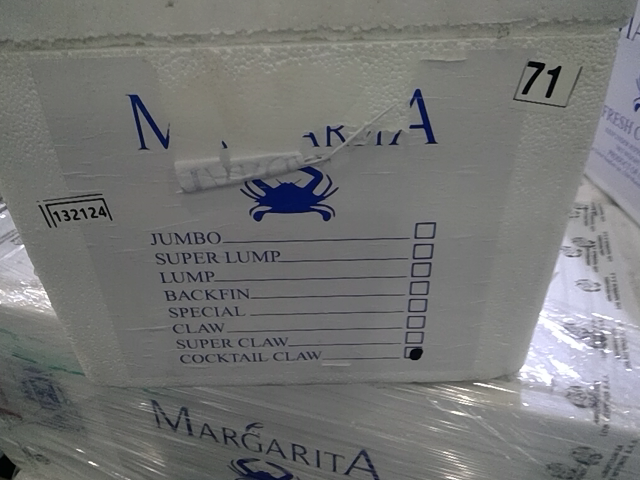 71
MARGARITA
132124
JUMBO
SUPER LUMP
LUMP
BACKFIN
SPECIAL
CLAW
SUPER CLAW
COCKTAIL CLAW
MARGARITA
FRESH